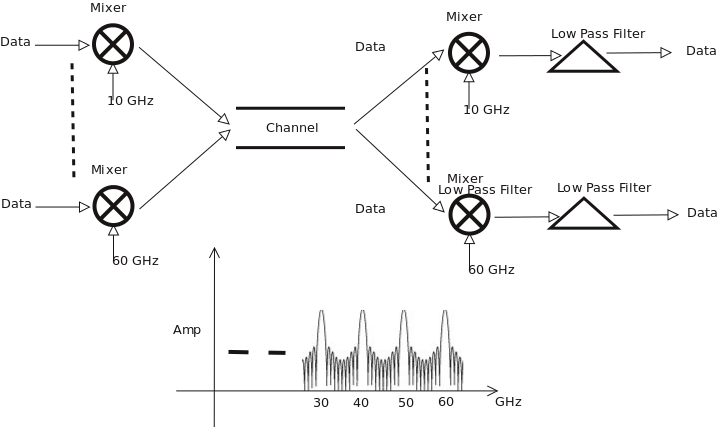 Mixer
Data
10 GHz
Mixer
Data
60 GHz
Channel
Data
Mixer
10 GHz
Low Pass Filter
Data
Data
Mixer
Low Pass Filter
60 GHz
Low Pass Filter
Data
Amp
30 40 50 60 GHz